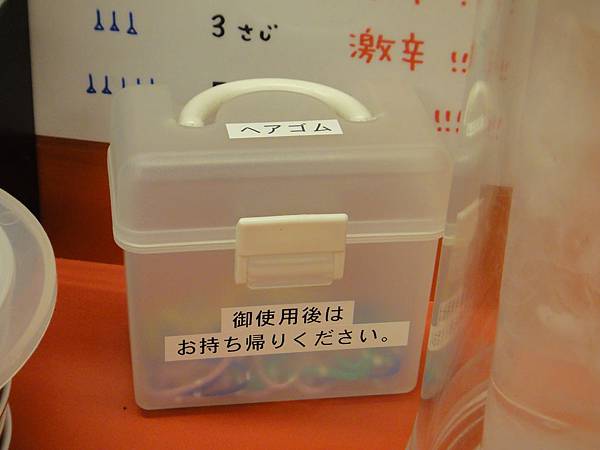 3 さじ
激辛 !!
!!!
ヘアゴム
御使用後は
お持ち帰りください。